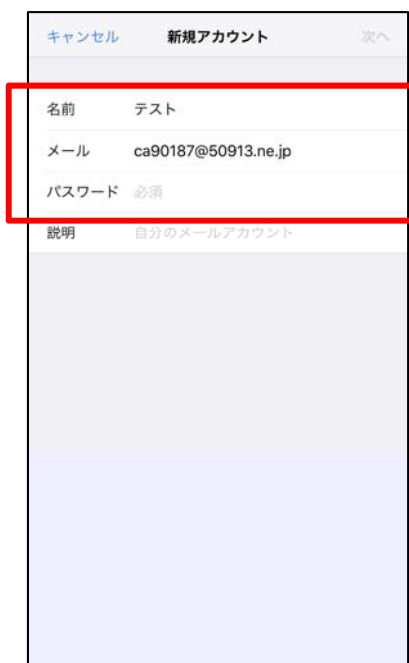 キャンセル 新規アカウント 次へ
名前 テスト
メール ca90187@50913.ne.jp
パスワード 必須
説明 自分のメールアカウント